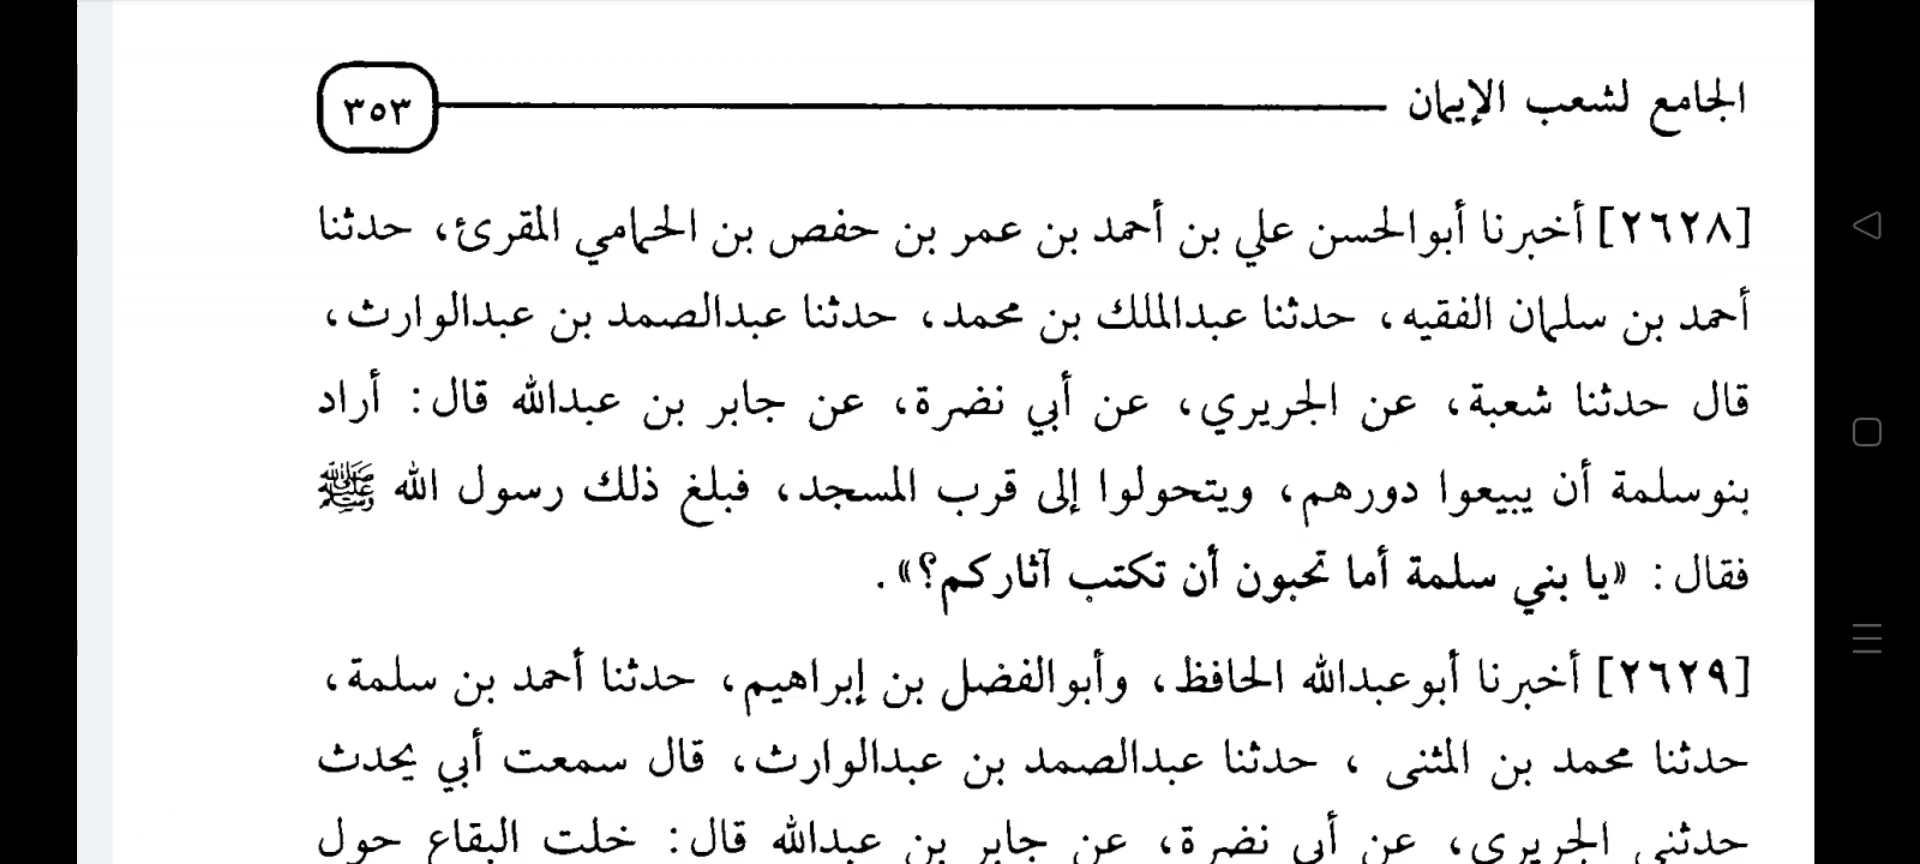 الجامع لشعب الإيمان ٣٥٣
[٢٦٢٨] أخبرنا أبوالحسن علي بن أحمد بن عمر بن حفص بن الحمامي المقرئ، حدثنا
أحمد بن سلمان الفقيه، حدثنا عبدالملك بن محمد، حدثنا عبدالصمد بن عبدالوارث،
قال حدثنا شعبة، عن الجريري، عن أبي نضرة، عن جابر بن عبدالله قال: أراد
بنوسلمة أن يبيعوا دورهم، ويتحولوا إلى قرب المسجد، فبلغ ذلك رسول الله ﷺ
فقال: «يا بني سلمة أما تحبون أن تكتب آثاركم؟».
[٢٦٢٩] أخبرنا أبوعبدالله الحافظ، وأبوالفضل بن إبراهيم، حدثنا أحمد بن سلمة،
حدثنا محمد بن المثنى ، حدثنا عبدالصمد بن عبدالوارث، قال سمعت أبي يحدث
حدثني الجريري، عن أبي نضرة، عن جابر بن عبدالله قال: خلت البقاع حول